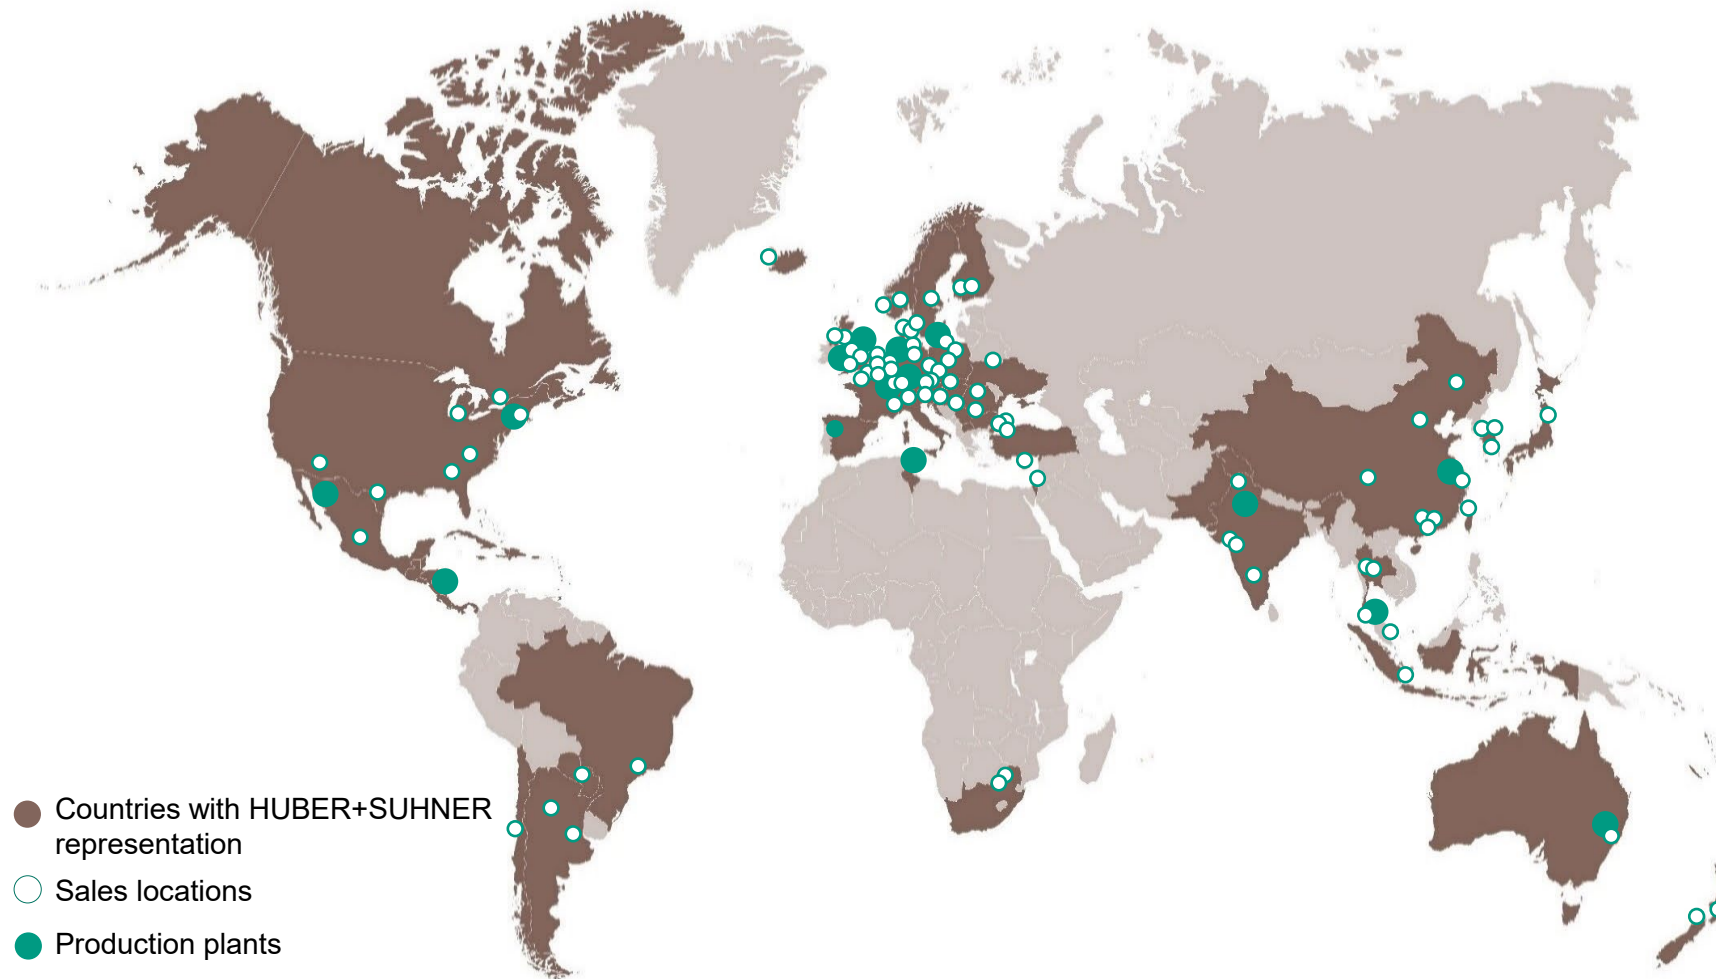 Countries with HUBER+SUHNER
representation
Sales locations
Production plants